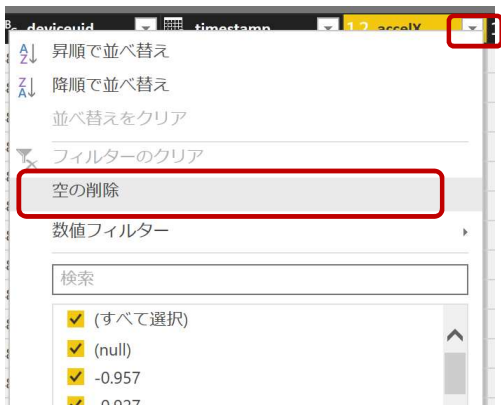 deviceuid timestamp 1.2 accelX
昇順で並べ替え
降順で並べ替え
並べ替えをクリア
フィルターのクリア
空の削除
数値フィルター
検索
(すべて選択)
(null)
-0.957
-0.927